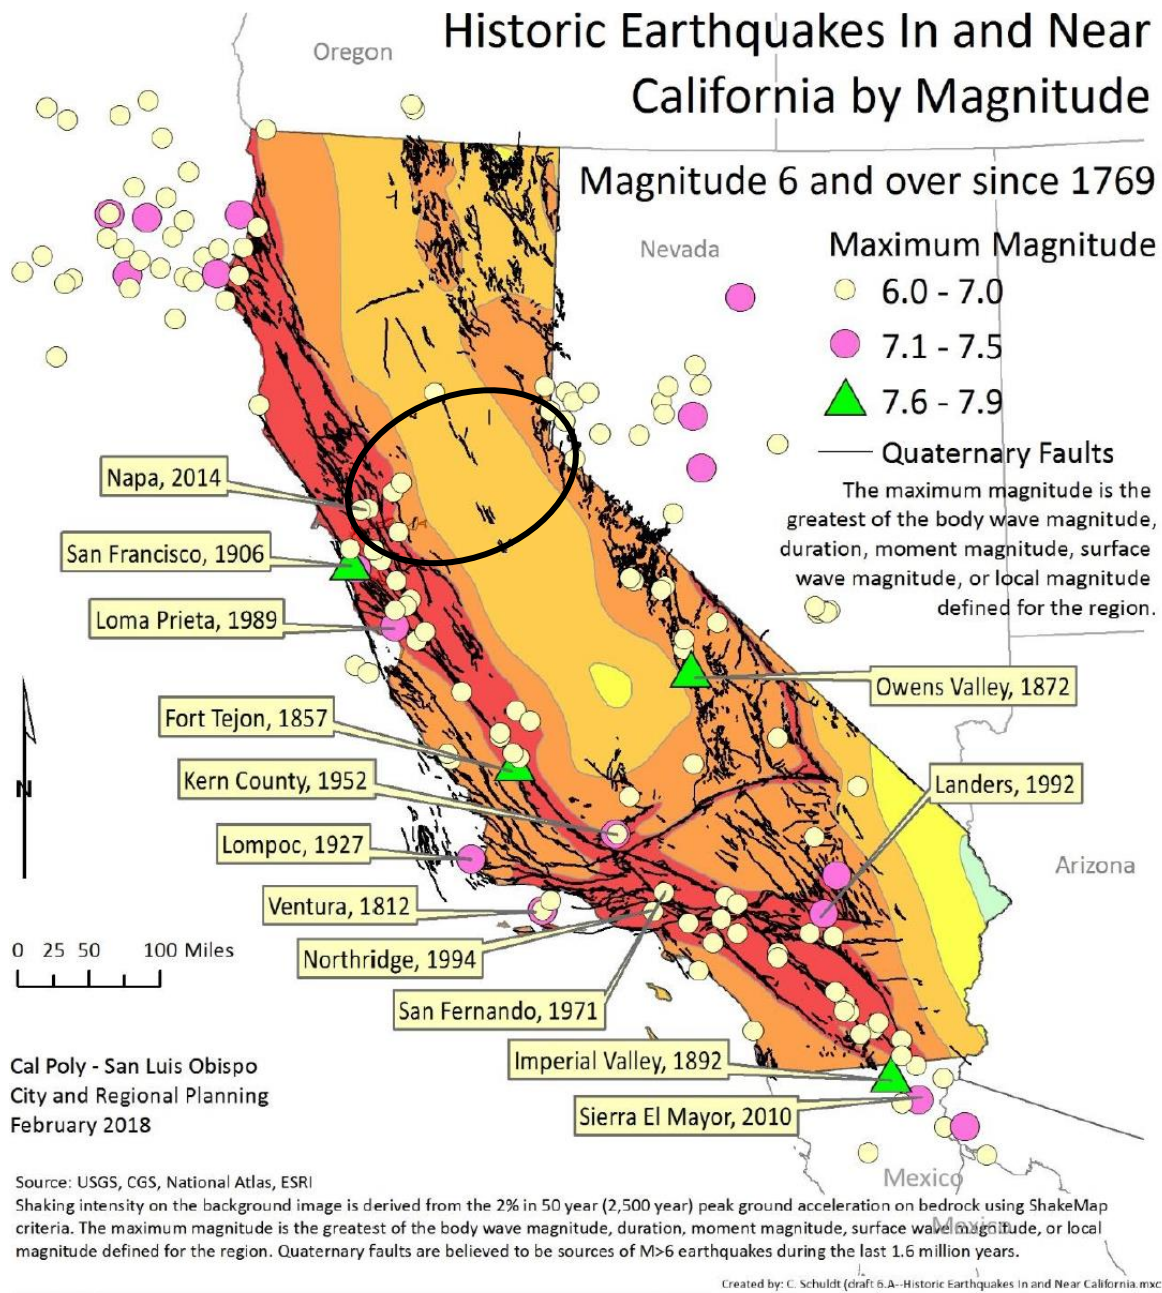 Historic Earthquakes In and Near
California by Magnitude
Oregon
Magnitude 6 and over since 1769
Nevada
Maximum Magnitude
6.0 - 7.0
7.1 - 7.5
7.6 - 7.9
Quaternary Faults
The maximum magnitude is the
greatest of the body wave magnitude,
duration, moment magnitude, surface
wave magnitude, or local magnitude
defined for the region.
Napa, 2014
San Francisco, 1906
Loma Prieta, 1989
Owens Valley, 1872
Fort Tejon, 1857
Kern County, 1952
Landers, 1992
N
Lompoc, 1927
Arizona
Ventura, 1812
0 25 50 100 Miles
Northridge, 1994
San Fernando, 1971
Imperial Valley, 1892
Sierra El Mayor, 2010
Cal Poly - San Luis Obispo
City and Regional Planning
February 2018
Mexico
Mexico
Source: USGS, CGS, National Atlas, ESRI
Shaking intensity on the background image is derived from the 2% in 50 year (2,500 year) peak ground acceleration on bedrock using ShakeMap
criteria. The maximum magnitude is the greatest of the body wave magnitude, duration, moment magnitude, surface wave magnitude, or local
magnitude defined for the region. Quaternary faults are believed to be sources of M>6 earthquakes during the last 1.6 million years.
Created by: C. Schuldt (draft 6.A--Historic Earthquakes In and Near California.mxc